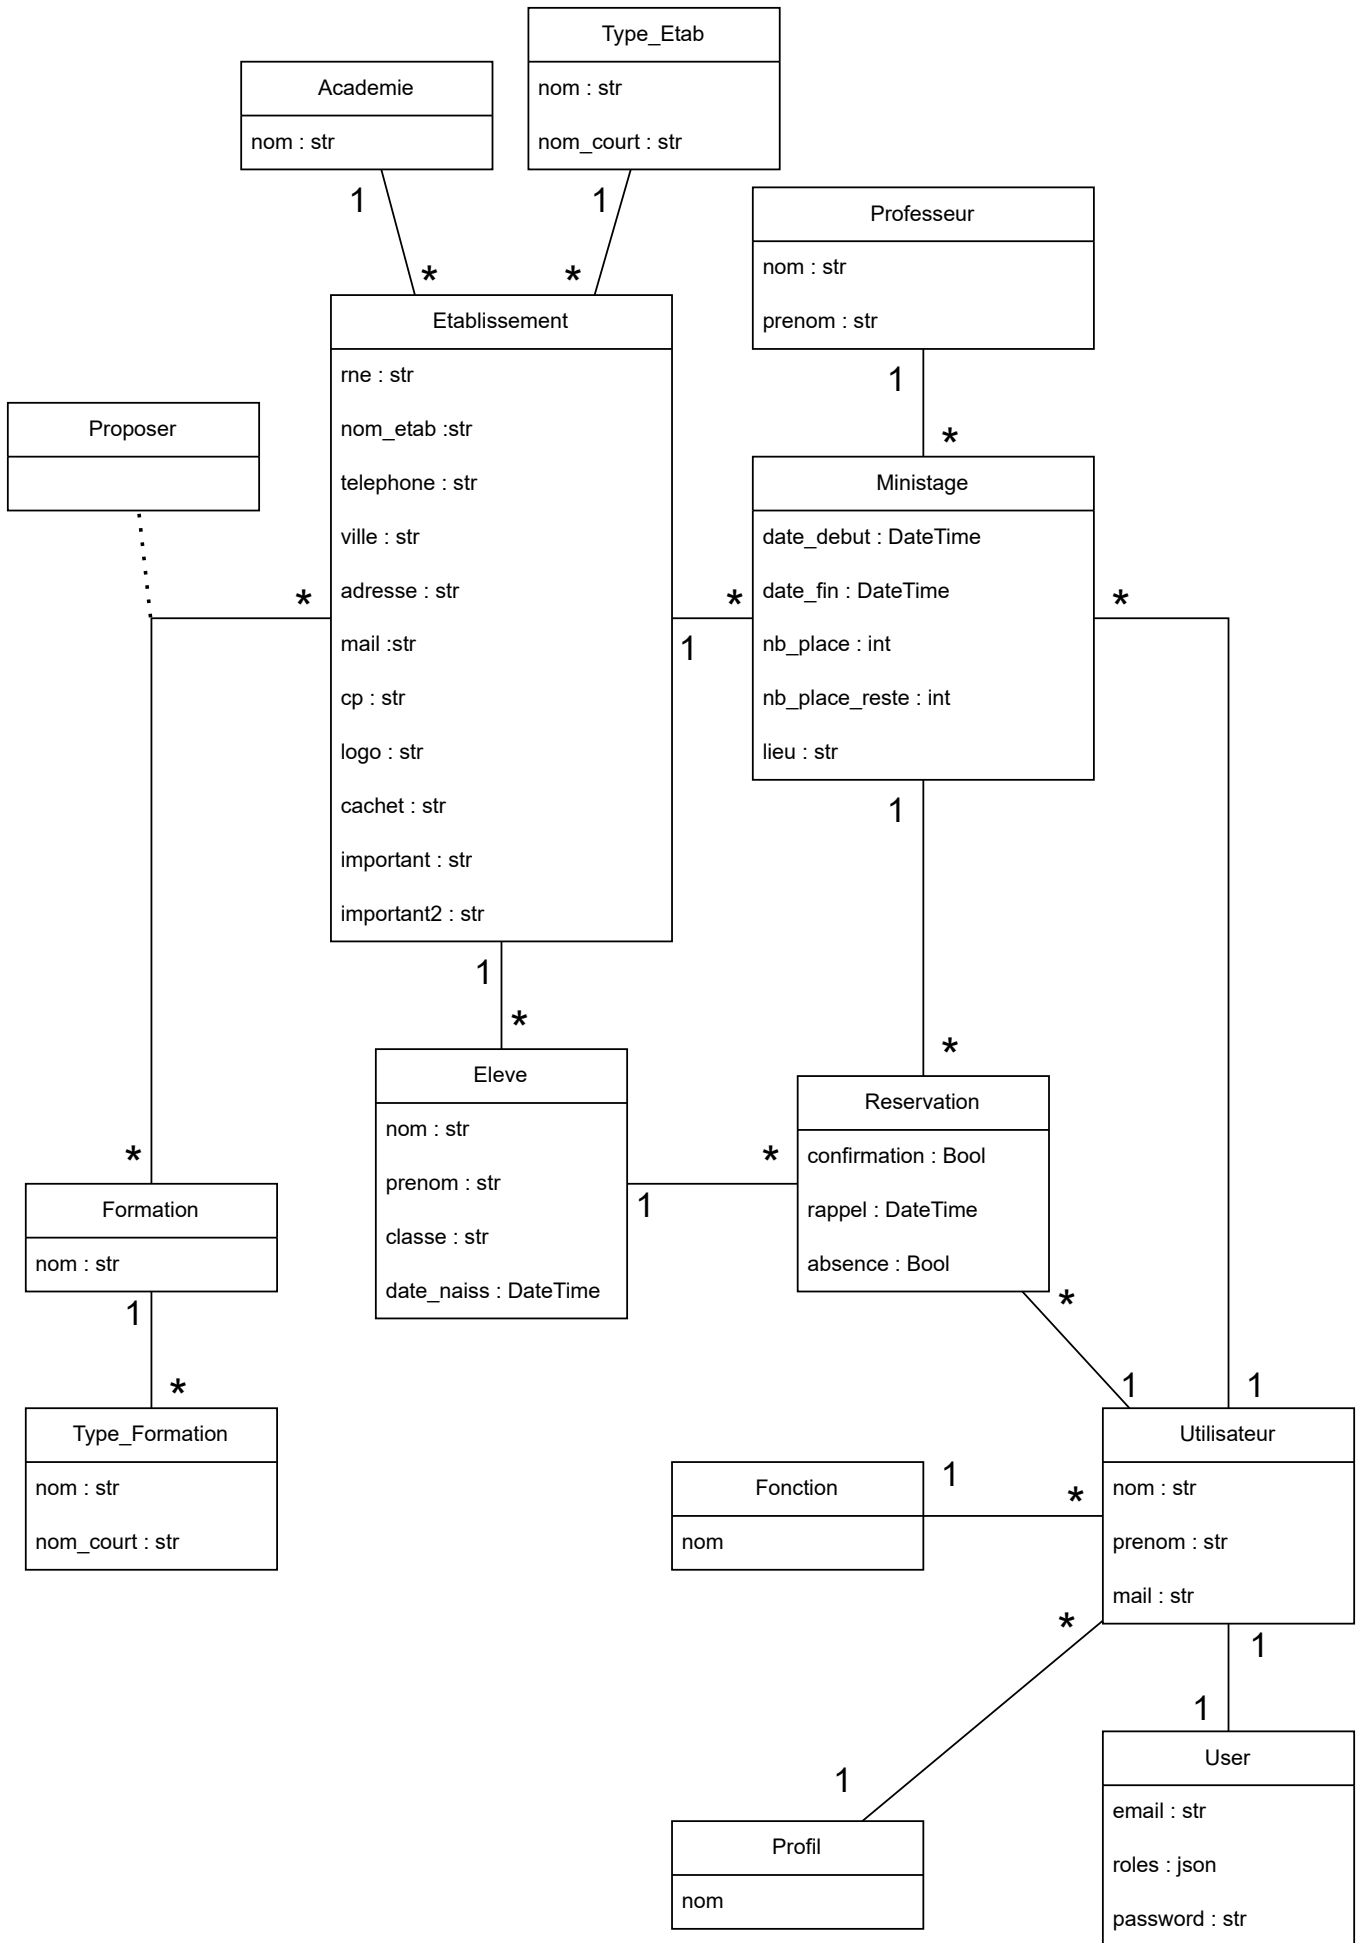 Type_Etab
nom : str
nom_court : str
Academie
nom : str
1
1
*
*
Professeur
nom : str
prenom : str
1
*
Etablissement
rne : str
nom_etab :str
telephone : str
ville : str
adresse : str
mail :str
cp : str
logo : str
cachet : str
important : str
important2 : str
Proposer
*
*
1
Ministage
date_debut : DateTime
date_fin : DateTime
nb_place : int
nb_place_reste : int
lieu : str
*
1
*
1
*
Eleve
nom : str
prenom : str
classe : str
date_naiss : DateTime
1
*
Reservation
confirmation : Bool
rappel : DateTime
absence : Bool
*
1
1
*
Formation
nom : str
1
*
Type_Formation
nom : str
nom_court : str
Fonction
nom
1
*
Utilisateur
nom : str
prenom : str
mail : str
*
1
1
1
Profil
nom
User
email : str
roles : json
password : str